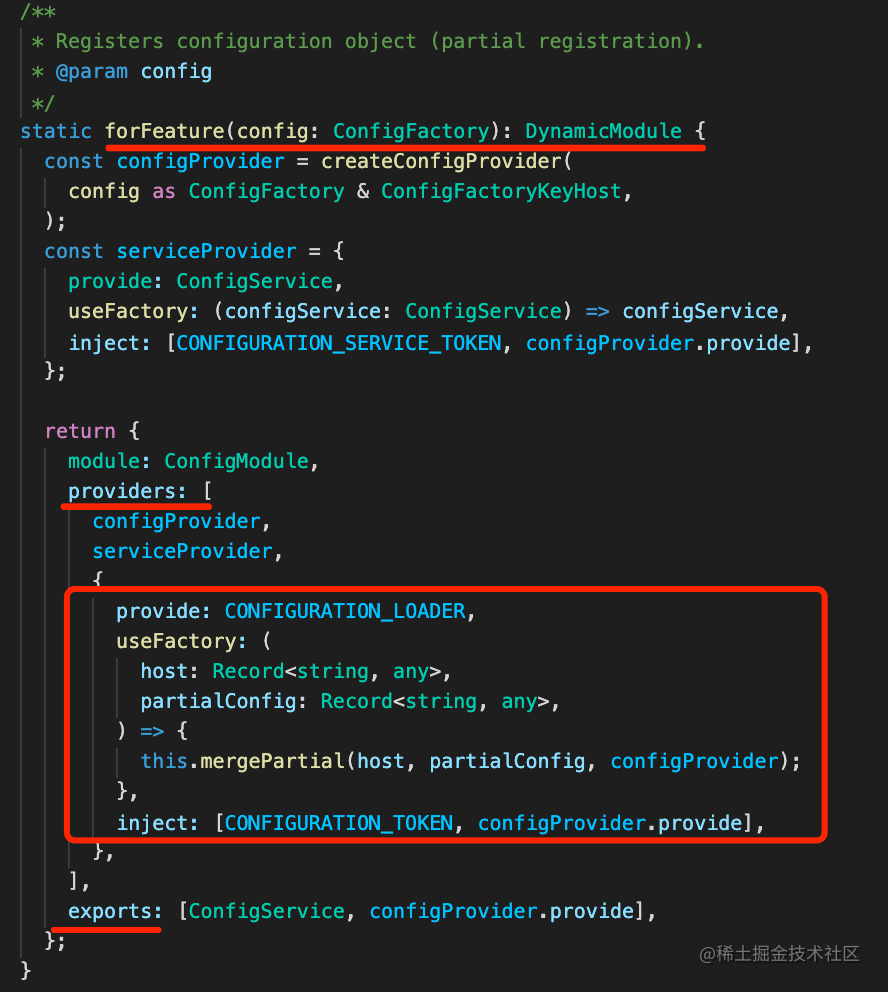 /**
 * Registers configuration object (partial registration).
 * @param config
 */
static forFeature(config: ConfigFactory): DynamicModule {
  const configProvider = createConfigProvider(
    config as ConfigFactory & ConfigFactoryKeyHost,
  );
  const serviceProvider = {
    provide: ConfigService,
    useFactory: (configService: ConfigService) => configService,
    inject: [CONFIGURATION_SERVICE_TOKEN, configProvider.provide],
  };

  return {
    module: ConfigModule,
    providers: [
      configProvider,
      serviceProvider,
      {
        provide: CONFIGURATION_LOADER,
        useFactory: (
          host: Record<string, any>,
          partialConfig: Record<string, any>,
        ) => {
          this.mergePartial(host, partialConfig, configProvider);
        },
        inject: [CONFIGURATION_TOKEN, configProvider.provide],
      },
    ],
    exports: [ConfigService, configProvider.provide],
  };
}
@稀土掘金技术社区